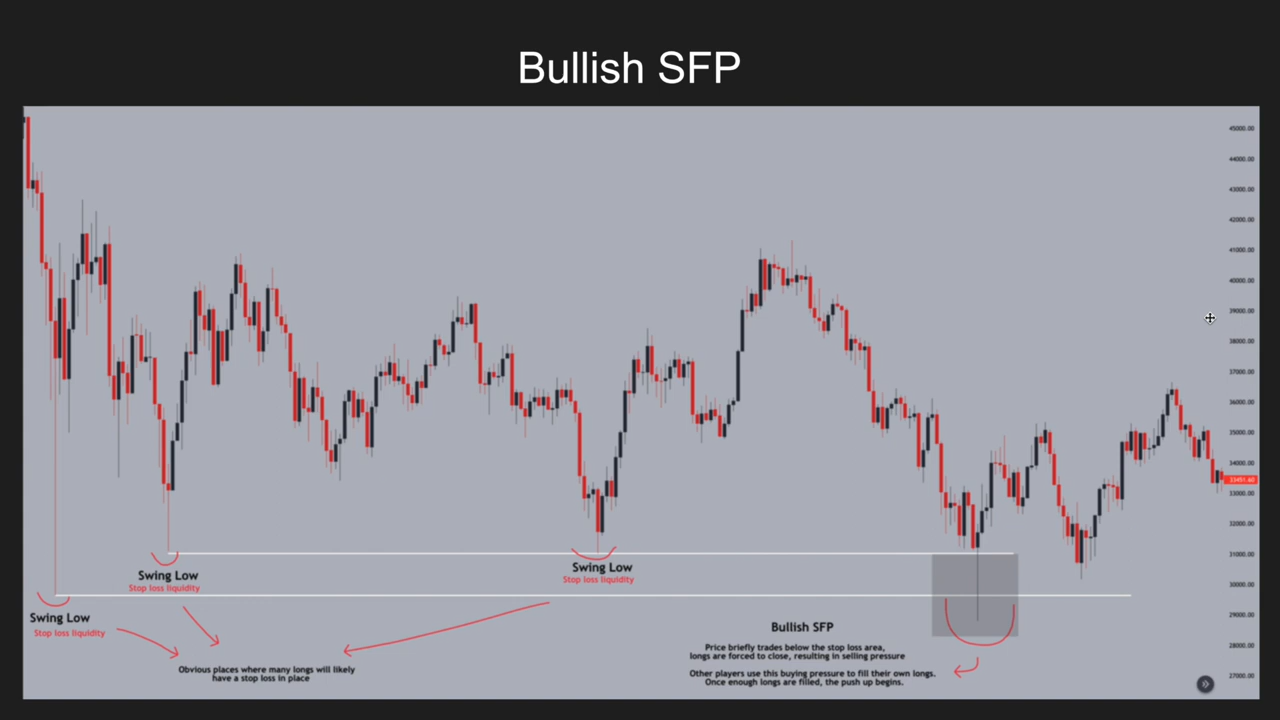 Bullish SFP
45000.00
44000.00
43000.00
42000.00
41000.00
40000.00
39000.00
38000.00
37000.00
36000.00
35000.00
34000.00
33451.60
33000.00
32000.00
31000.00
30000.00
29000.00
28000.00
27000.00
Swing Low
Stop loss liquidity
Swing Low
Stop loss liquidity
Swing Low
Stop loss liquidity
Obvious places where many longs will likely
have a stop loss in place
Bullish SFP
Price briefly trades below the stop loss area,
longs are forced to close, resulting in selling pressure
Other players use this buying pressure to fill their own longs.
Once enough longs are filled, the push up begins.